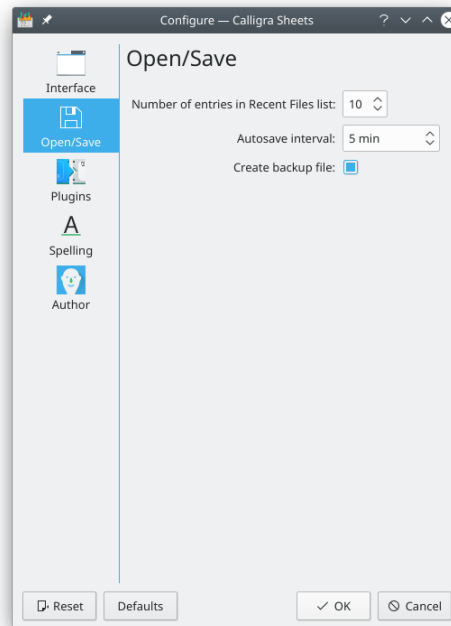 Configure — Calligra Sheets
Interface
Open/Save
Plugins
Spelling
Author
Open/Save
Number of entries in Recent Files list: 10
Autosave interval: 5 min
Create backup file:
Reset Defaults OK Cancel